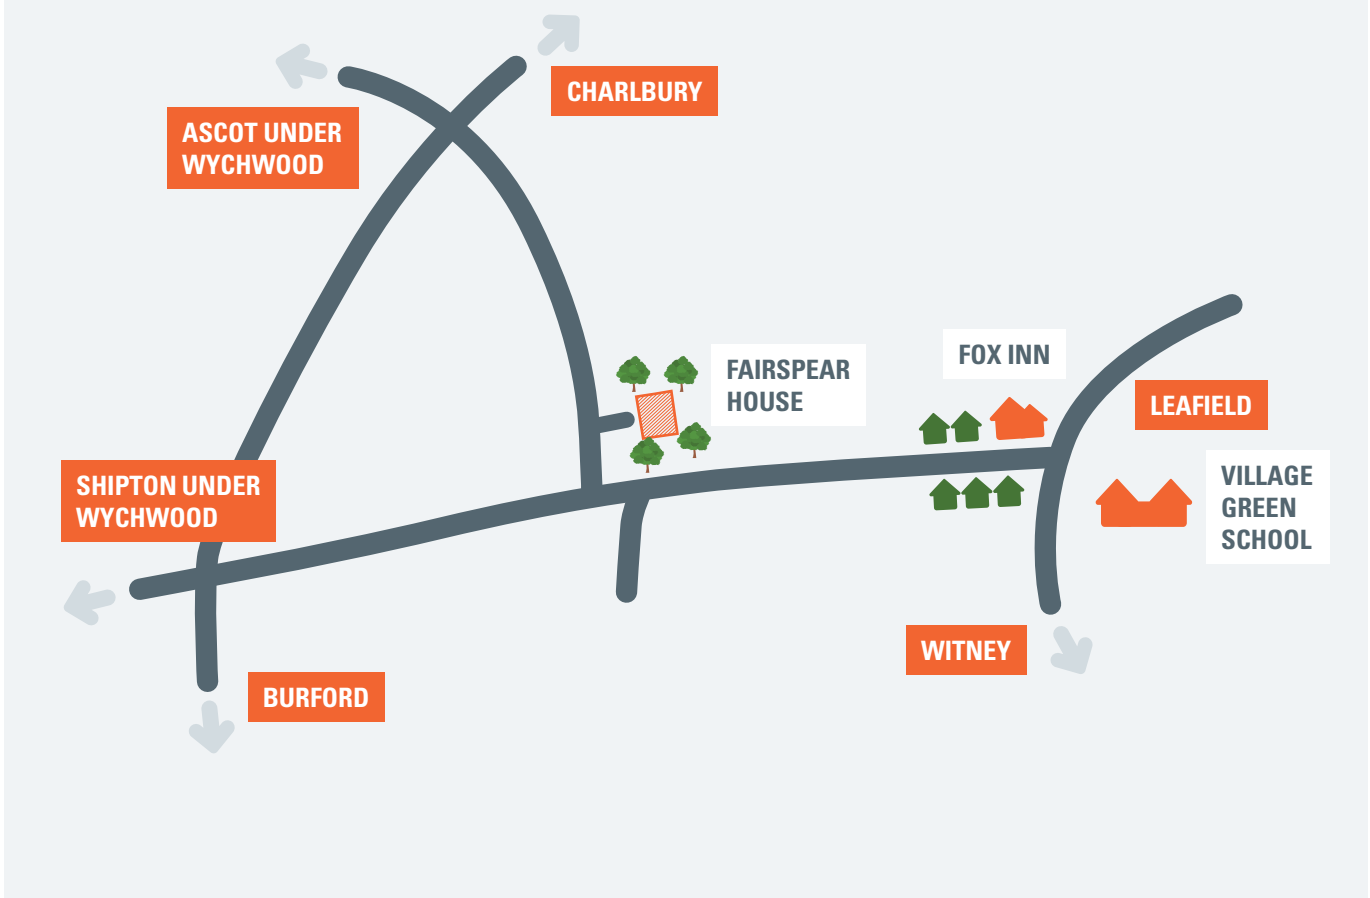 CHARLBURY
ASCOT UNDER
WYCHWOOD
FOX INN
FAIRSPEAR
HOUSE
LEAFIELD
SHIPTON UNDER
WYCHWOOD
VILLAGE
GREEN
SCHOOL
WITNEY
BURFORD